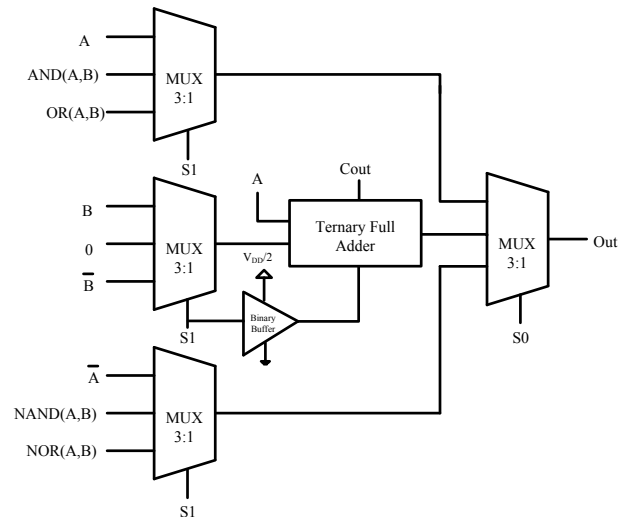 A
AND(A,B)
OR(A,B)
MUX
3:1
S1
B
0
B̅
MUX
3:1
S1
A
Cout
Ternary Full
Adder
V_DD/2
Binary
Buffer
MUX
3:1
Out
S0
A̅
NAND(A,B)
NOR(A,B)
MUX
3:1
S1